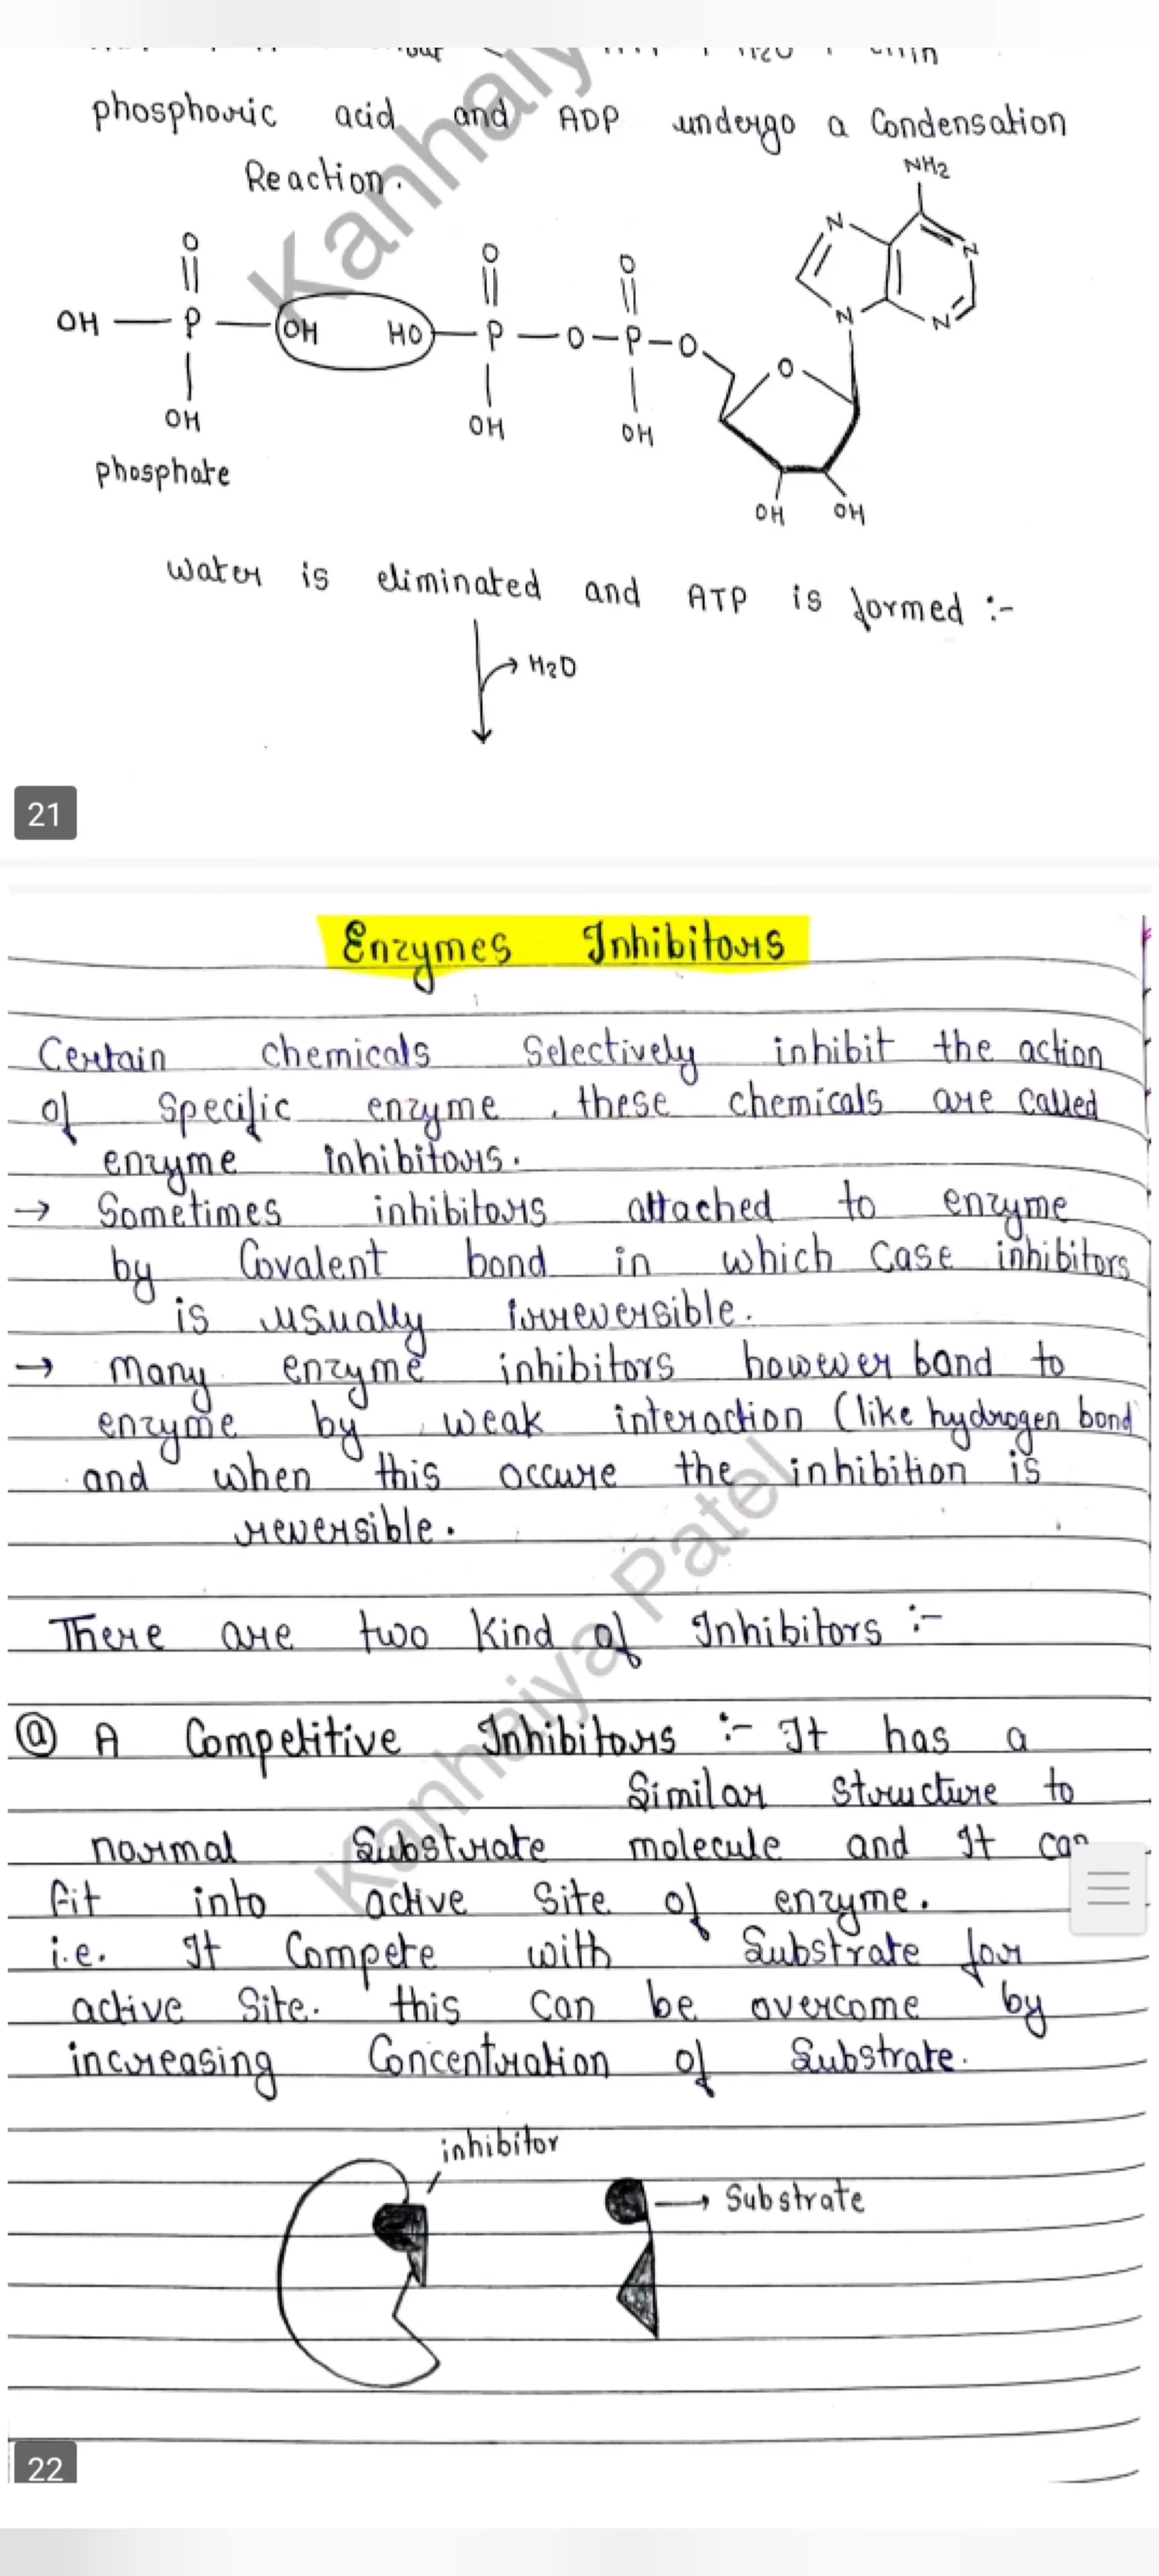 phosphoric acid and ADP undergo a Condensation
Reaction.
NH2
N
N
N
N
O
O
O
OH — P — OH HO — P — O — P — O
O
OH
OH
OH
phosphate
OH OH
water is eliminated and ATP is formed :-
H2O
21
Enzymes Inhibitors
Certain chemicals Selectively inhibit the action
of Specific enzyme, these chemicals are called
enzyme inhibitors.
→ Sometimes inhibitors attached to enzyme
by Covalent bond in which Case inhibitors
is usually irreversible.
→ many enzyme inhibitors however band to
enzyme by weak interaction (like hydrogen bond
and when this occure the inhibition is
reversible.
There are two Kind of Inhibitors :-
ⓐ A Competitive Inhibitors :- It has a
Similar structure to
normal Substrate molecule and It can
fit into active Site of enzyme.
i.e. It Compete with Substrate for
active Site. this can be overcome by
increasing Concentration of Substrate.
inhibitor
→ Substrate
22
Kanhaiya Patel